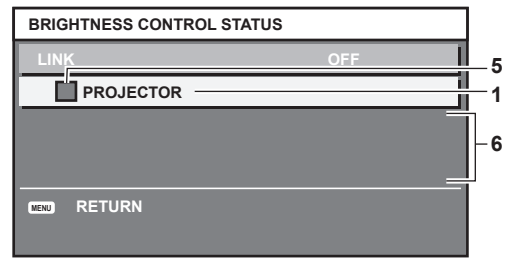 BRIGHTNESS CONTROL STATUS
LINK OFF
5
PROJECTOR
1
6
MENU RETURN